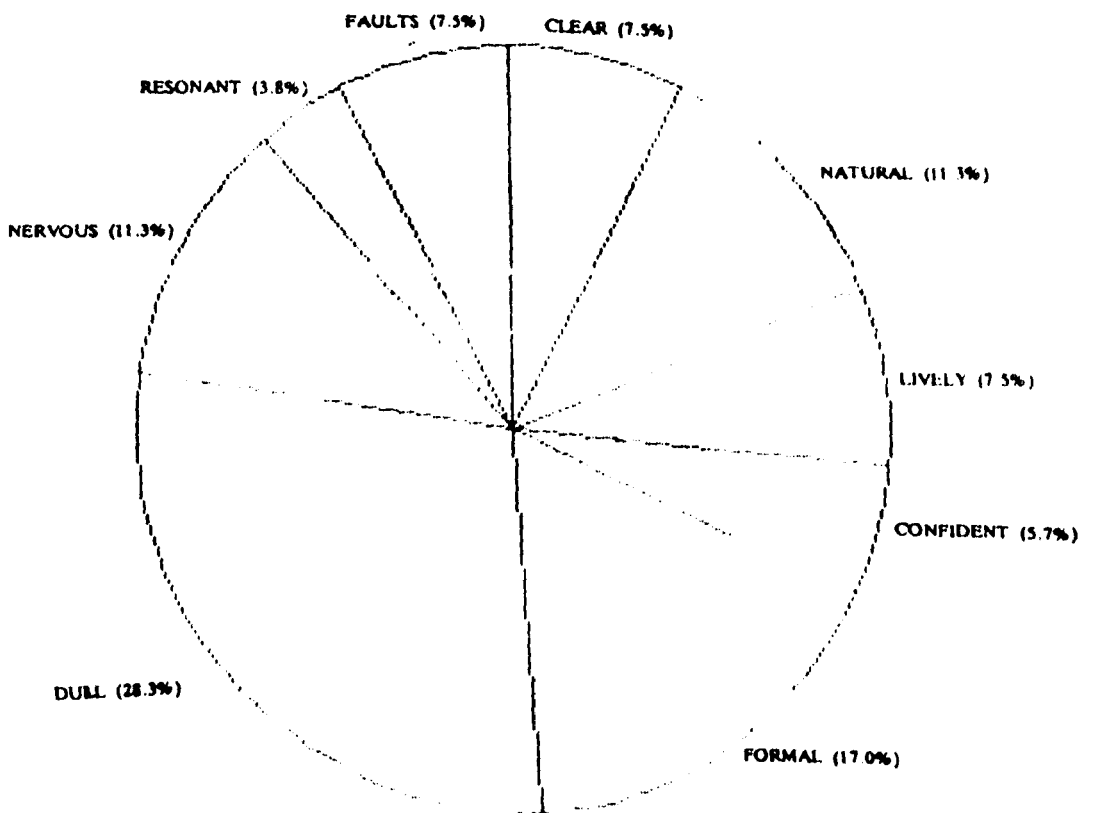 FAULTS (7.5%)
CLEAR (7.5%)
RESONANT (3.8%)
NATURAL (11.3%)
NERVOUS (11.3%)
LIVELY (7.5%)
CONFIDENT (5.7%)
DULL (28.3%)
FORMAL (17.0%)